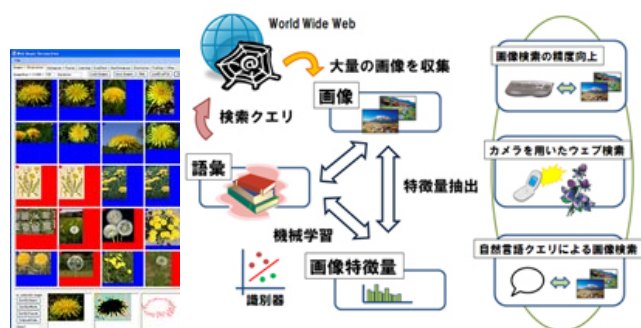 World Wide Web
大量の画像を収集
画像
検索クエリ
語彙
特徴量抽出
機械学習
画像特徴量
識別器
画像検索の精度向上
カメラを用いたウェブ検索
自然言語クエリによる画像検索